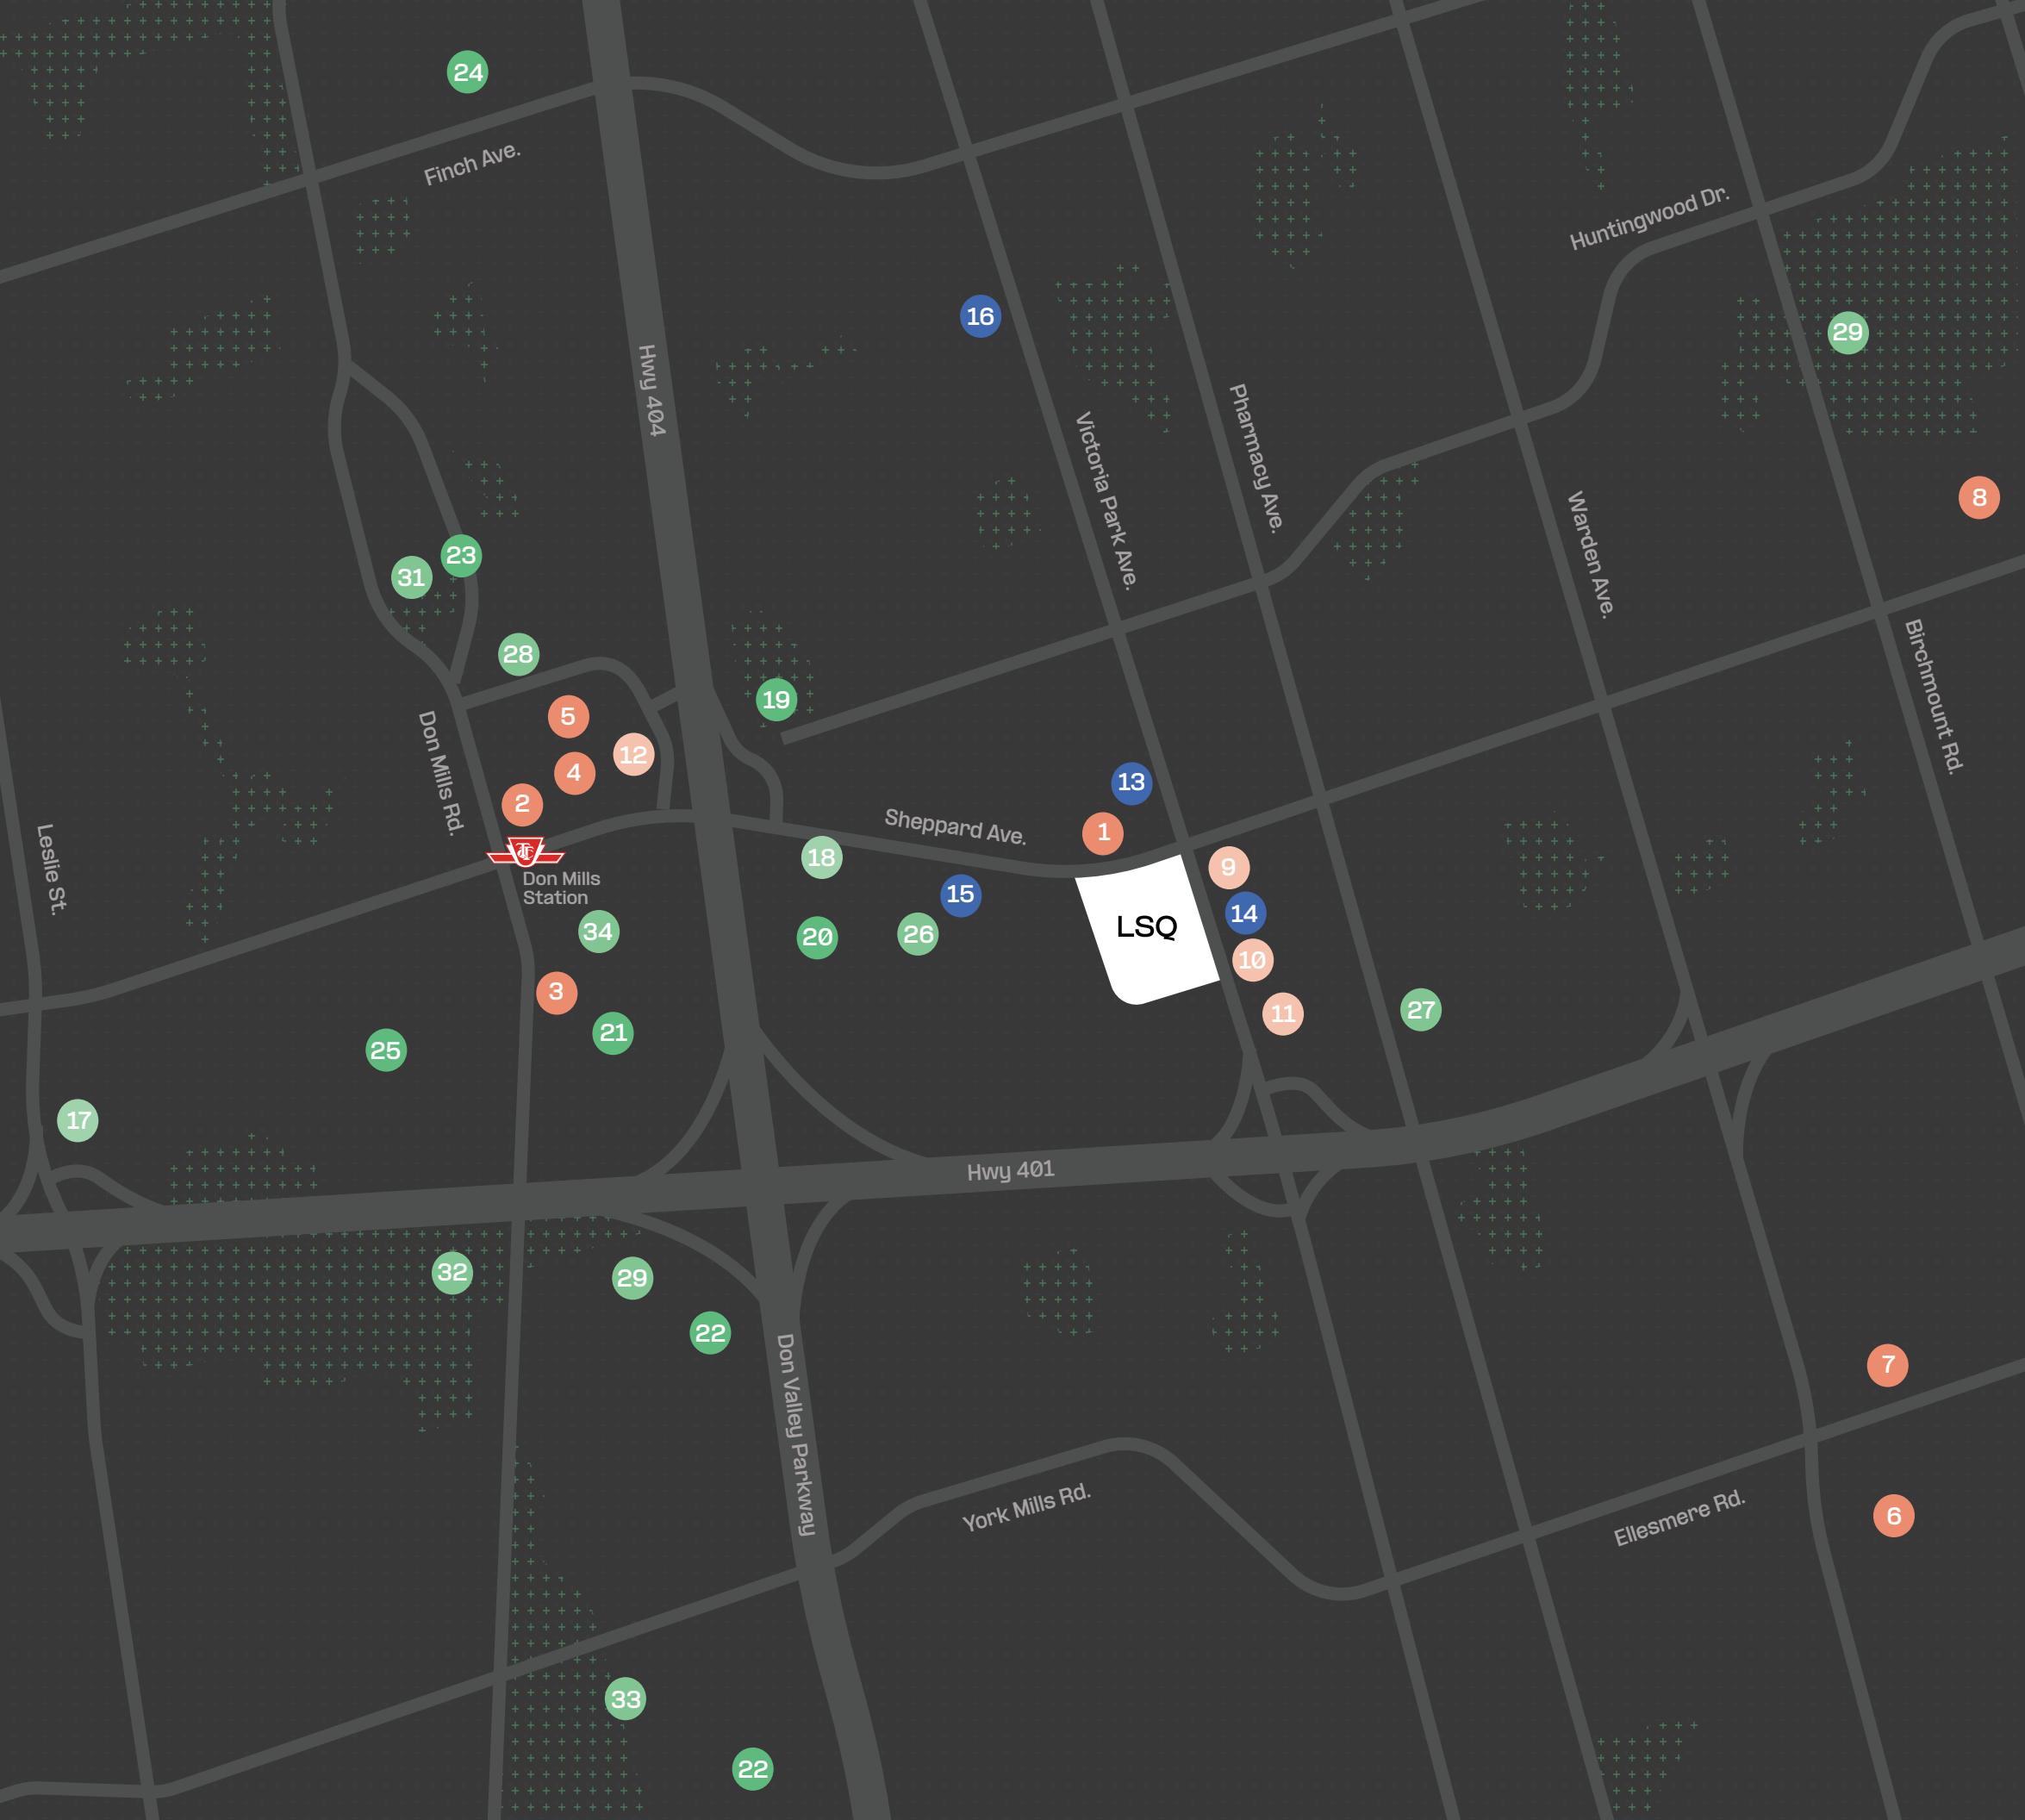 24
Finch Ave.
Huntingwood Dr.
16
29
Hwy 404
Victoria Park Ave.
Pharmacy Ave.
Warden Ave.
8
23
31
28
Birchmount Rd.
19
5
12
4
2
Don Mills Rd.
13
Sheppard Ave.
1
Leslie St.
TTC
Don Mills
Station
18
9
15
14
LSQ
34
20
26
10
3
11
27
21
25
17
Hwy 401
32
29
22
Don Valley Parkway
7
York Mills Rd.
Ellesmere Rd.
6
33
22